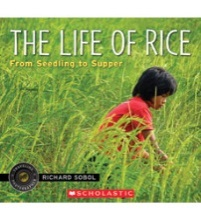 THE LIFE OF RICE
From Seedling to Supper
RICHARD SOBOL
SCHOLASTIC